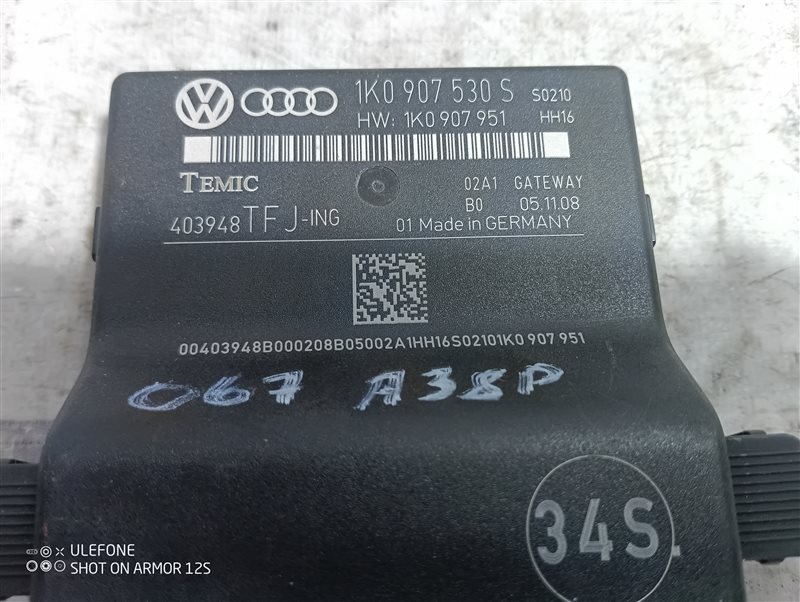 1K0 907 530 S S0210
HW: 1K0 907 951 HH16
TEMIC 02A1 GATEWAY
B0 05.11.08
403948TFJ-ING 01 Made in GERMANY
00403948B000208B05002A1HH16S02101K0 907 951
067 A38P
34S.
ULEFONE
SHOT ON ARMOR 12S